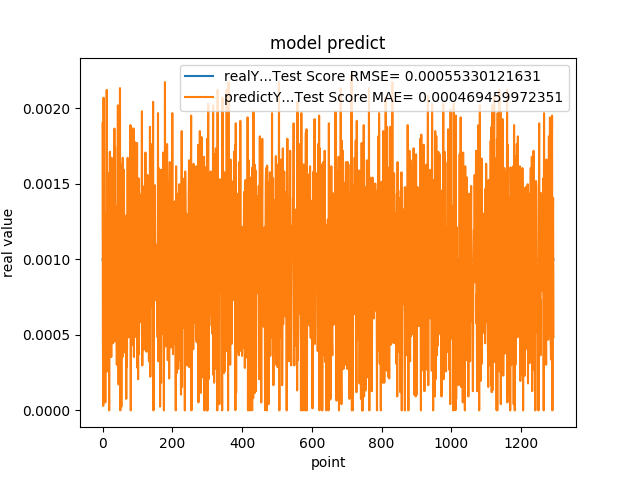 model predict
realY...Test Score RMSE= 0.00055330121631
predictY...Test Score MAE= 0.000469459972351
0.0020
0.0015
0.0010
0.0005
0.0000
real value
0 200 400 600 800 1000 1200
point